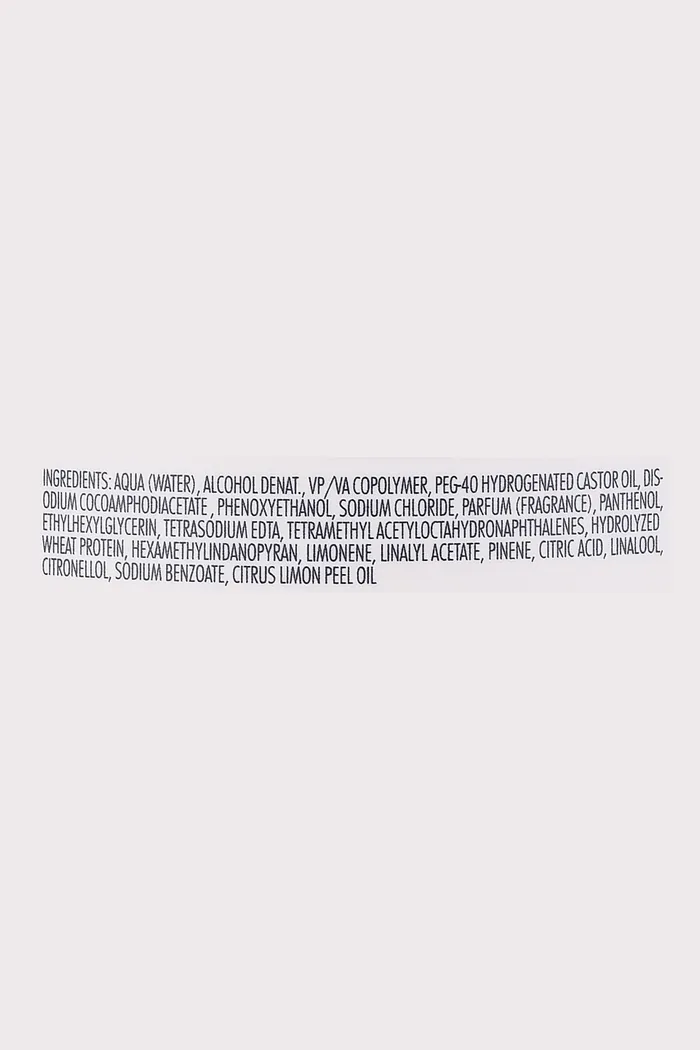 INGREDIENTS: AQUA (WATER), ALCOHOL DENAT., VP/VA COPOLYMER, PEG-40 HYDROGENATED CASTOR OIL, DIS-
ODIUM COCOAMPHODIACETATE , PHENOXYETHANOL, SODIUM CHLORIDE, PARFUM (FRAGRANCE), PANTHENOL,
ETHYLHEXYLGLYCERIN, TETRASODIUM EDTA, TETRAMETHYL ACETYLOCTAHYDRONAPHTHALENES, HYDROLYZED
WHEAT PROTEIN, HEXAMETHYLINDANOPYRAN, LIMONENE, LINALYL ACETATE, PINENE, CITRIC ACID, LINALOOL,
CITRONELLOL, SODIUM BENZOATE, CITRUS LIMON PEEL OIL